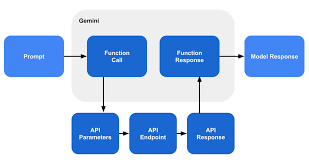 Gemini
Prompt
Function
Call
Function
Response
Model Response
API
Parameters
API
Endpoint
API
Response